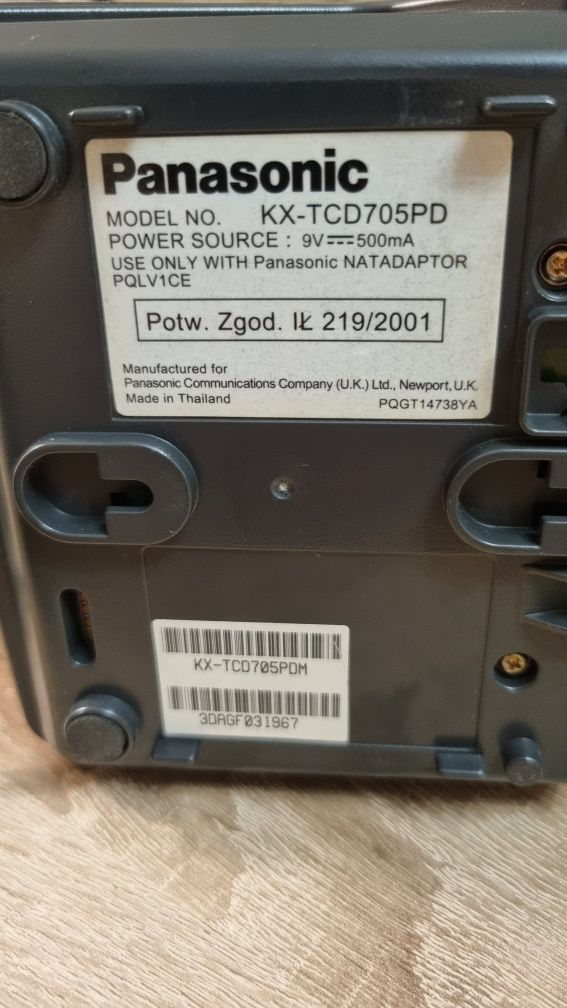 Panasonic
MODEL NO. KX-TCD705PD
POWER SOURCE : 9V⎓500mA
USE ONLY WITH Panasonic NATADAPTOR
PQLV1CE
Potw. Zgod. IŁ 219/2001
Manufactured for
Panasonic Communications Company (U.K.) Ltd., Newport, U.K.
Made in Thailand PQGT14738YA
KX-TCD705PDM
3DAGF031967